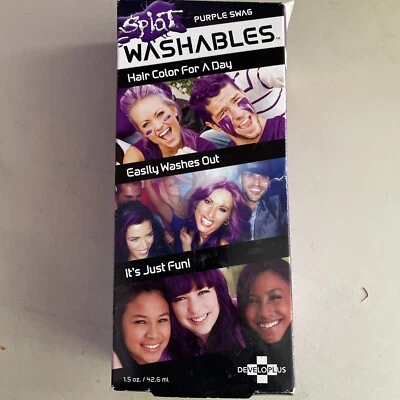 Splat
PURPLE SWAG
WASHABLES™
Hair Color For A Day
Easily Washes Out
It's Just Fun!
DEVELOPLUS
1.5 oz. / 42.6 ml